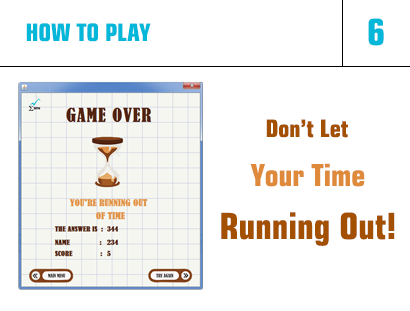 HOW TO PLAY
6
GAME OVER
YOU'RE RUNNING OUT
OF TIME
THE ANSWER IS : 344
NAME : 234
SCORE : 5
MAIN MENU
TRY AGAIN
Don't Let
Your Time
Running Out!